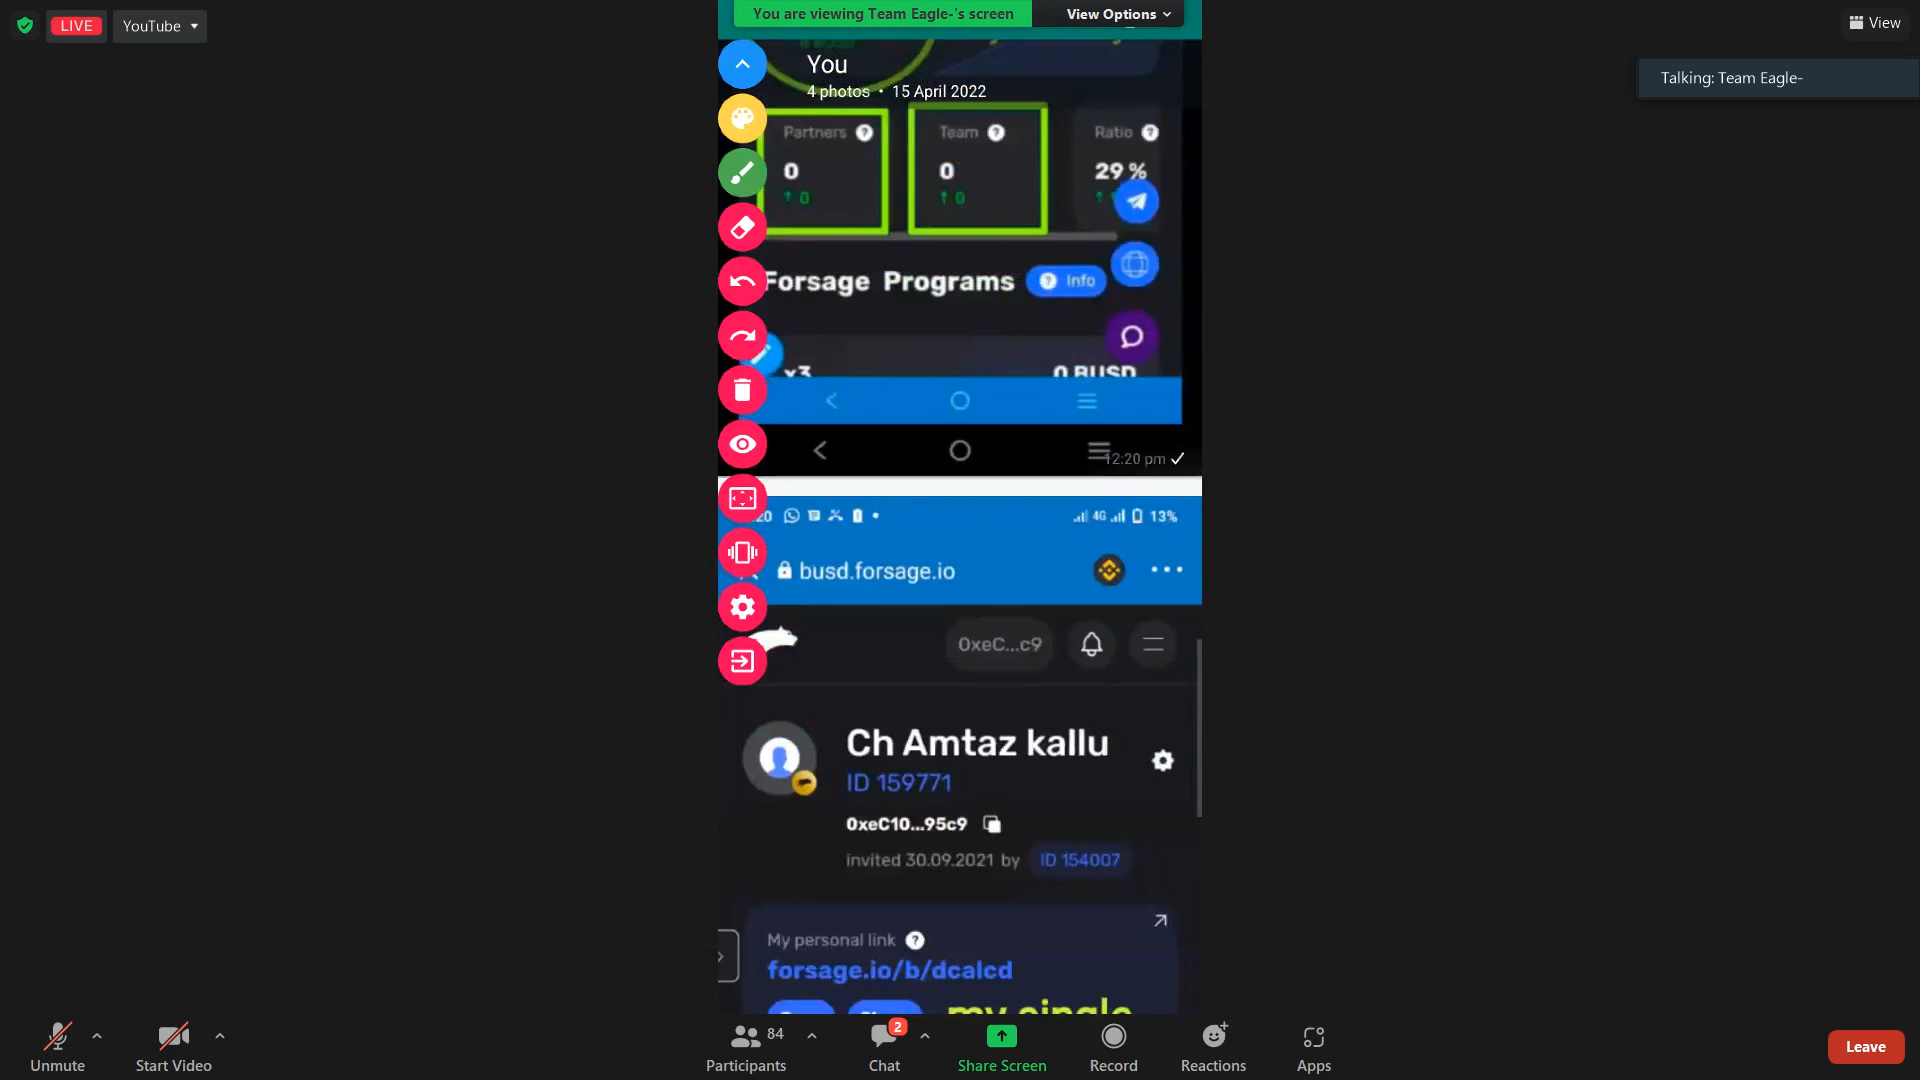 LIVE
YouTube
You are viewing Team Eagle-'s screen
View Options
View
Talking: Team Eagle-
You
4 photos • 15 April 2022
Partners ?
Team ?
Ratio ?
0
0
29 %
↑ 0
↑ 0
Forsage Programs
? Info
x3
0 BUSD
12:20 pm
4G
13%
busd.forsage.io
0xeC...c9
Ch Amtaz kallu
ID 159771
0xeC10...95c9
invited 30.09.2021 by ID 154007
My personal link ?
forsage.io/b/dcalcd
my single
Unmute
Start Video
84
Participants
2
Chat
Share Screen
Record
Reactions
Apps
Leave